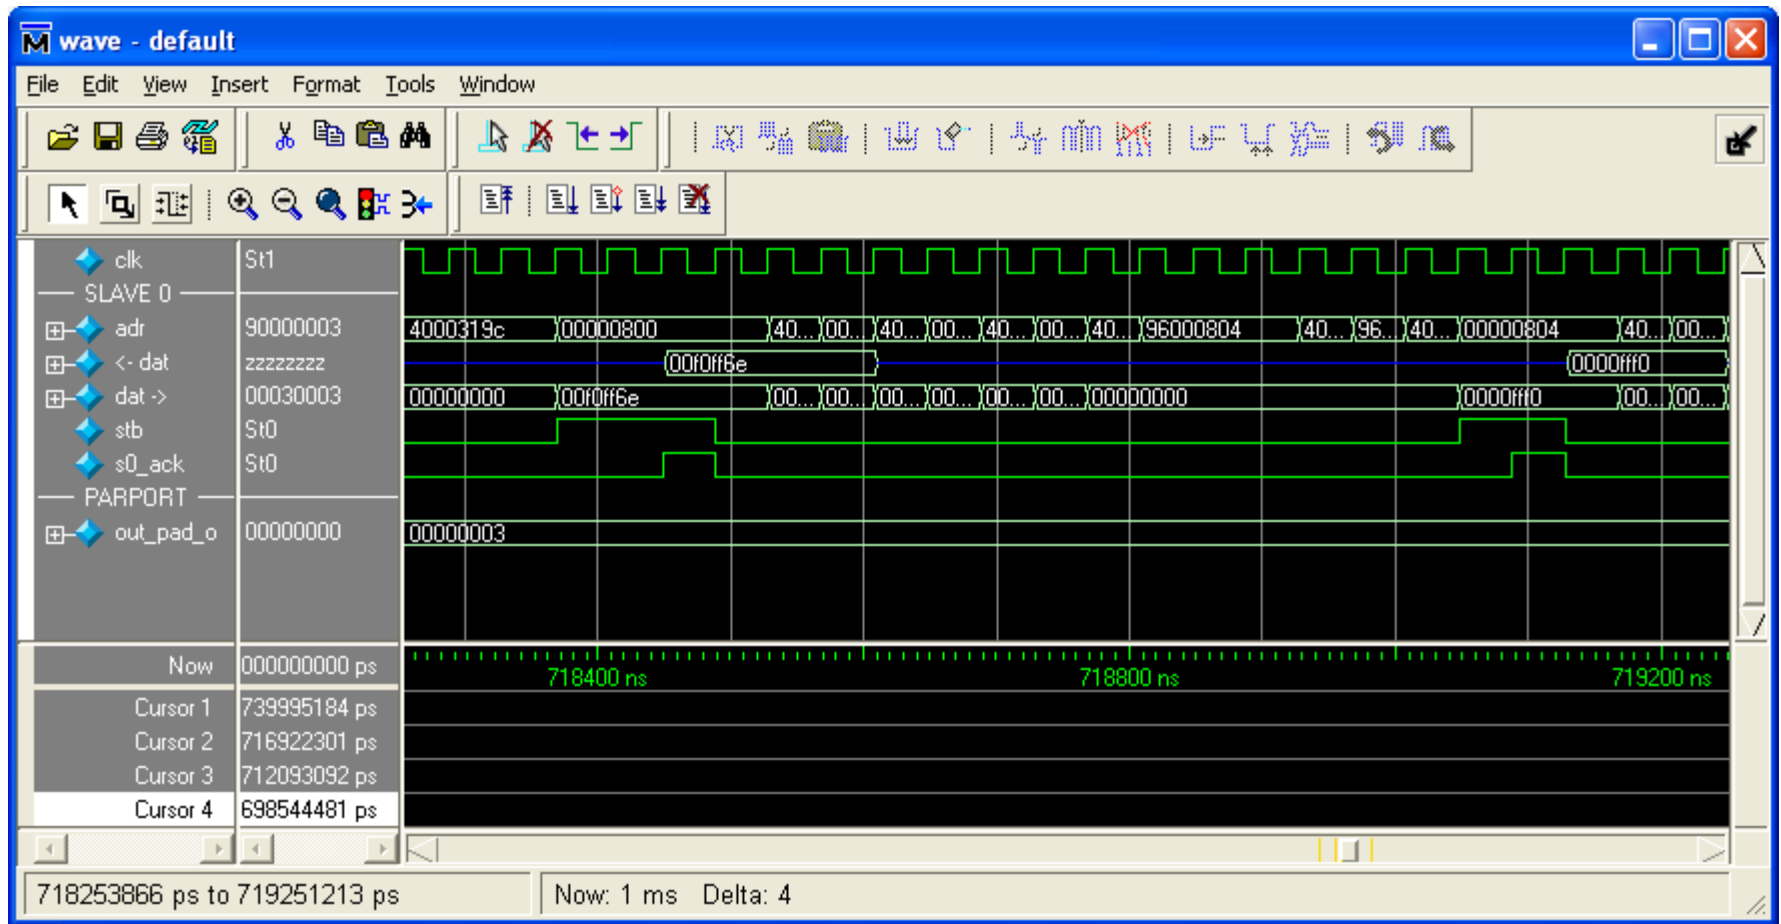 M wave - default
File Edit View Insert Format Tools Window
clk St1
SLAVE 0
adr 90000003 4000319c 00000800 40... 00... 40... 00... 40... 00... 40... 96000804 40... 96... 40... 00000804 40... 00...
<- dat zzzzzzzz 00f0ff6e 0000fff0
dat -> 00030003 00000000 00f0ff6e 00... 00... 00... 00... 00... 00... 00000000 0000fff0 00... 00...
stb St0
s0_ack St0
PARPORT
out_pad_o 00000000 00000003
Now 000000000 ps 718400 ns 718800 ns 719200 ns
Cursor 1 739995184 ps
Cursor 2 716922301 ps
Cursor 3 712093092 ps
Cursor 4 698544481 ps
718253866 ps to 719251213 ps Now: 1 ms Delta: 4